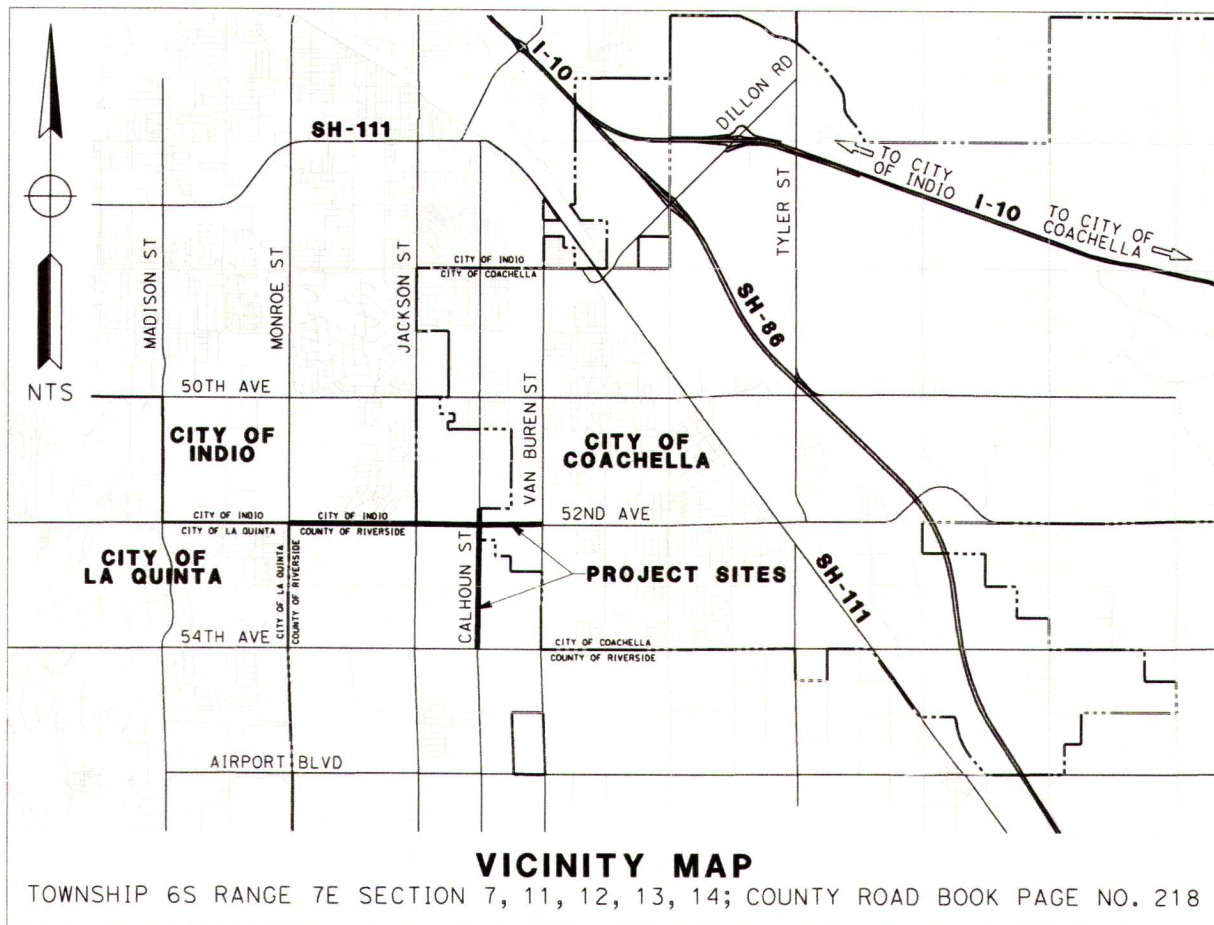 I-10
DILLON RD
SH-111
TO CITY
OF INDIO
I-10
TO CITY OF
COACHELLA
TYLER ST
MADISON ST
MONROE ST
JACKSON ST
CITY OF INDIO
CITY OF COACHELLA
SH-86
NTS
50TH AVE
VAN BUREN ST
CITY OF
INDIO
CITY OF
COACHELLA
CITY OF INDIO
CITY OF LA QUINTA
CITY OF INDIO
COUNTY OF RIVERSIDE
52ND AVE
CITY OF
LA QUINTA
CITY OF LA QUINTA
COUNTY OF RIVERSIDE
CALHOUN ST
PROJECT SITES
SH-111
54TH AVE
CITY OF COACHELLA
COUNTY OF RIVERSIDE
AIRPORT BLVD
VICINITY MAP
TOWNSHIP 6S RANGE 7E SECTION 7, 11, 12, 13, 14; COUNTY ROAD BOOK PAGE NO. 218